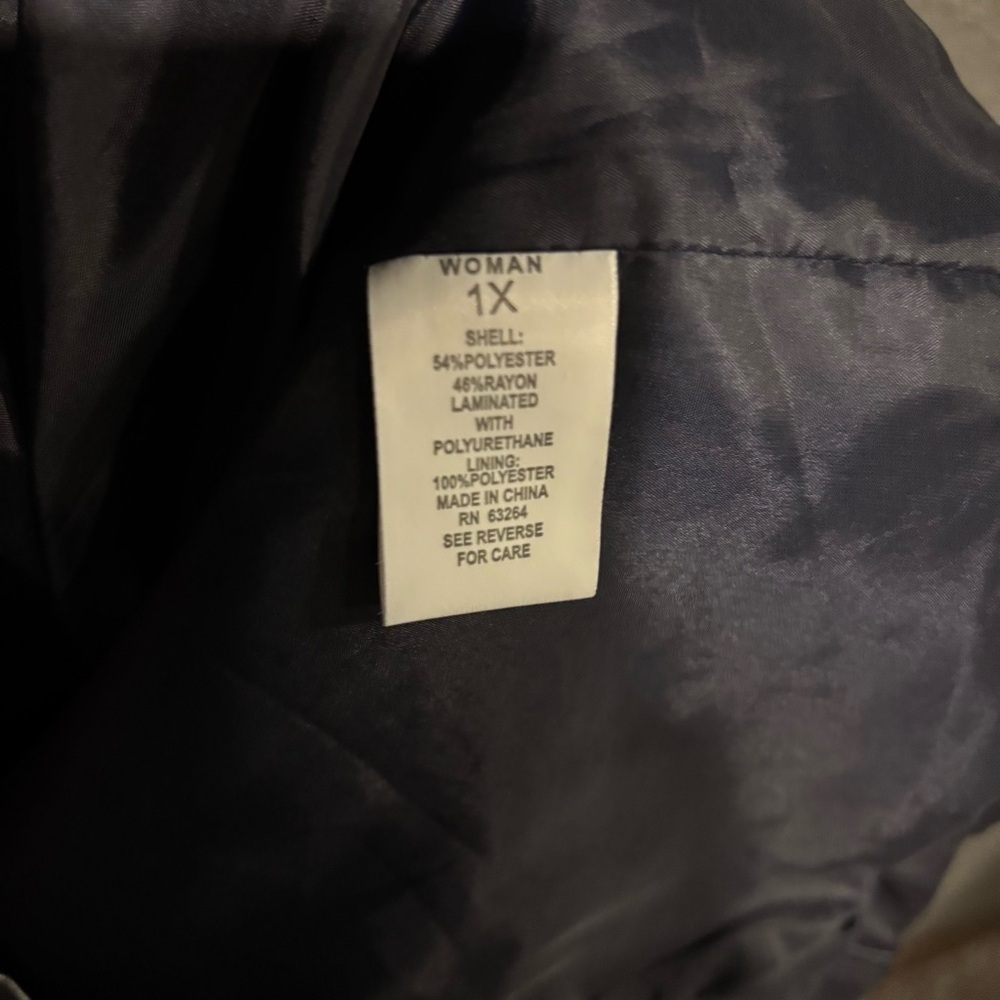 WOMAN
1X
SHELL:
54%POLYESTER
46%RAYON
LAMINATED
WITH
POLYURETHANE
LINING:
100%POLYESTER
MADE IN CHINA
RN 63264
SEE REVERSE
FOR CARE